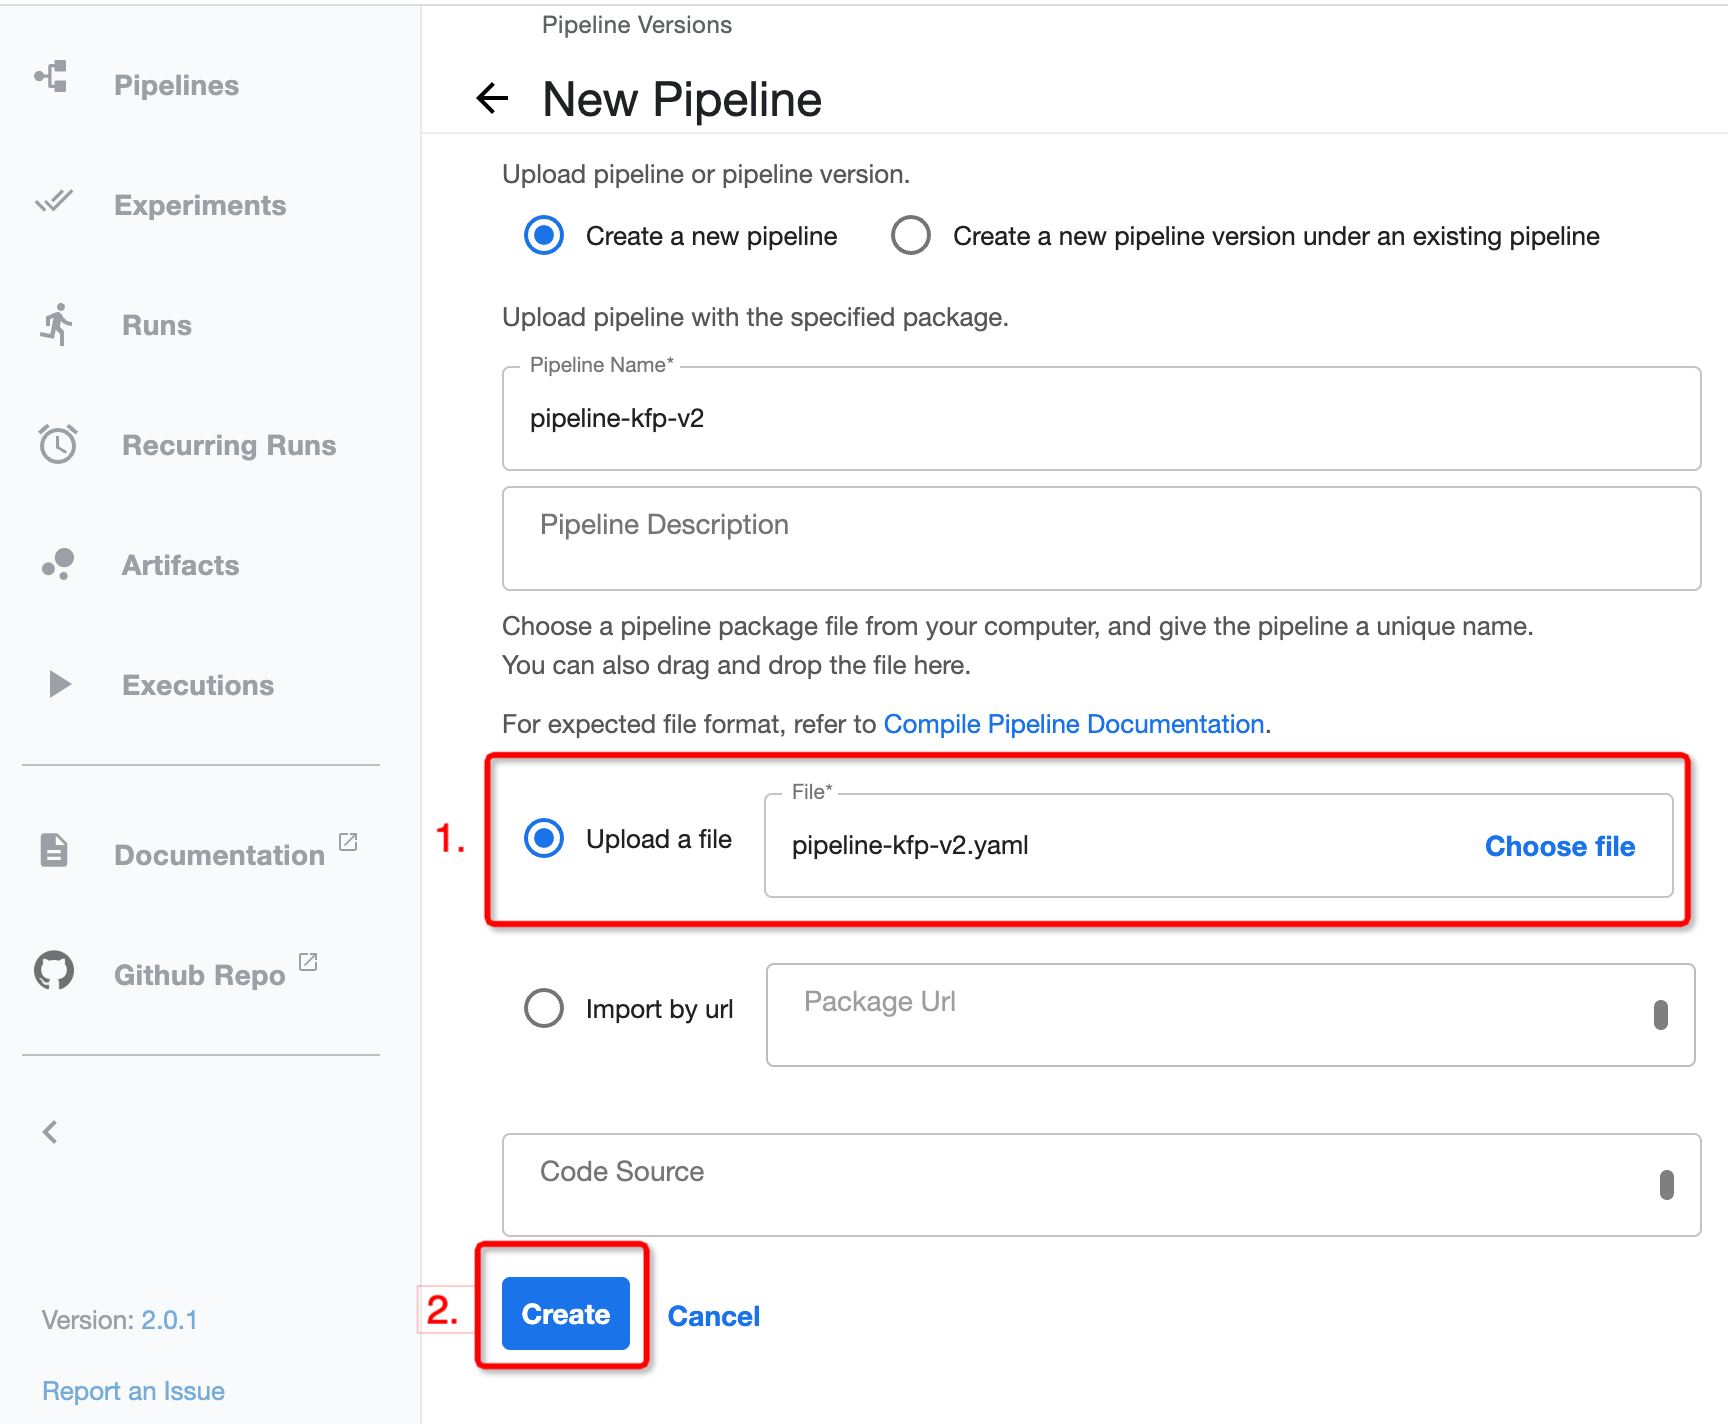 Pipelines
Experiments
Runs
Recurring Runs
Artifacts
Executions
Documentation
Github Repo
Version: 2.0.1
Report an Issue
Pipeline Versions
New Pipeline
Upload pipeline or pipeline version.
Create a new pipeline Create a new pipeline version under an existing pipeline
Upload pipeline with the specified package.
Pipeline Name*
pipeline-kfp-v2
Pipeline Description
Choose a pipeline package file from your computer, and give the pipeline a unique name.
You can also drag and drop the file here.
For expected file format, refer to Compile Pipeline Documentation.
File*
1. Upload a file pipeline-kfp-v2.yaml Choose file
Import by url Package Url
Code Source
2. Create Cancel